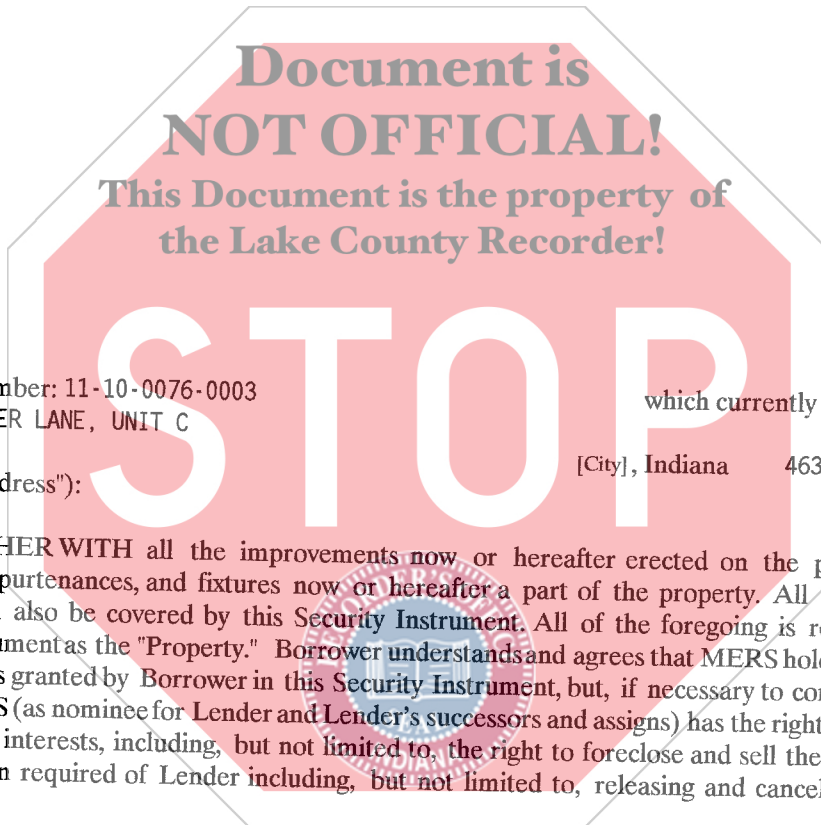 Document is
NOT OFFICIAL!
This Document is the property of
the Lake County Recorder!
STOP
mber: 11-10-0076-0003
which currently
ER LANE, UNIT C
[City], Indiana 463
dress"):
HER WITH all the improvements now or hereafter erected on the p
purtenances, and fixtures now or hereafter a part of the property. All
also be covered by this Security Instrument. All of the foregoing is r
ument as the "Property." Borrower understands and agrees that MERS hol
s granted by Borrower in this Security Instrument, but, if necessary to co
S (as nominee for Lender and Lender's successors and assigns) has the right
interests, including, but not limited to, the right to foreclose and sell the
n required of Lender including, but not limited to, releasing and cancel
RECORDER'S OFFICE
SEAL
INDIANA